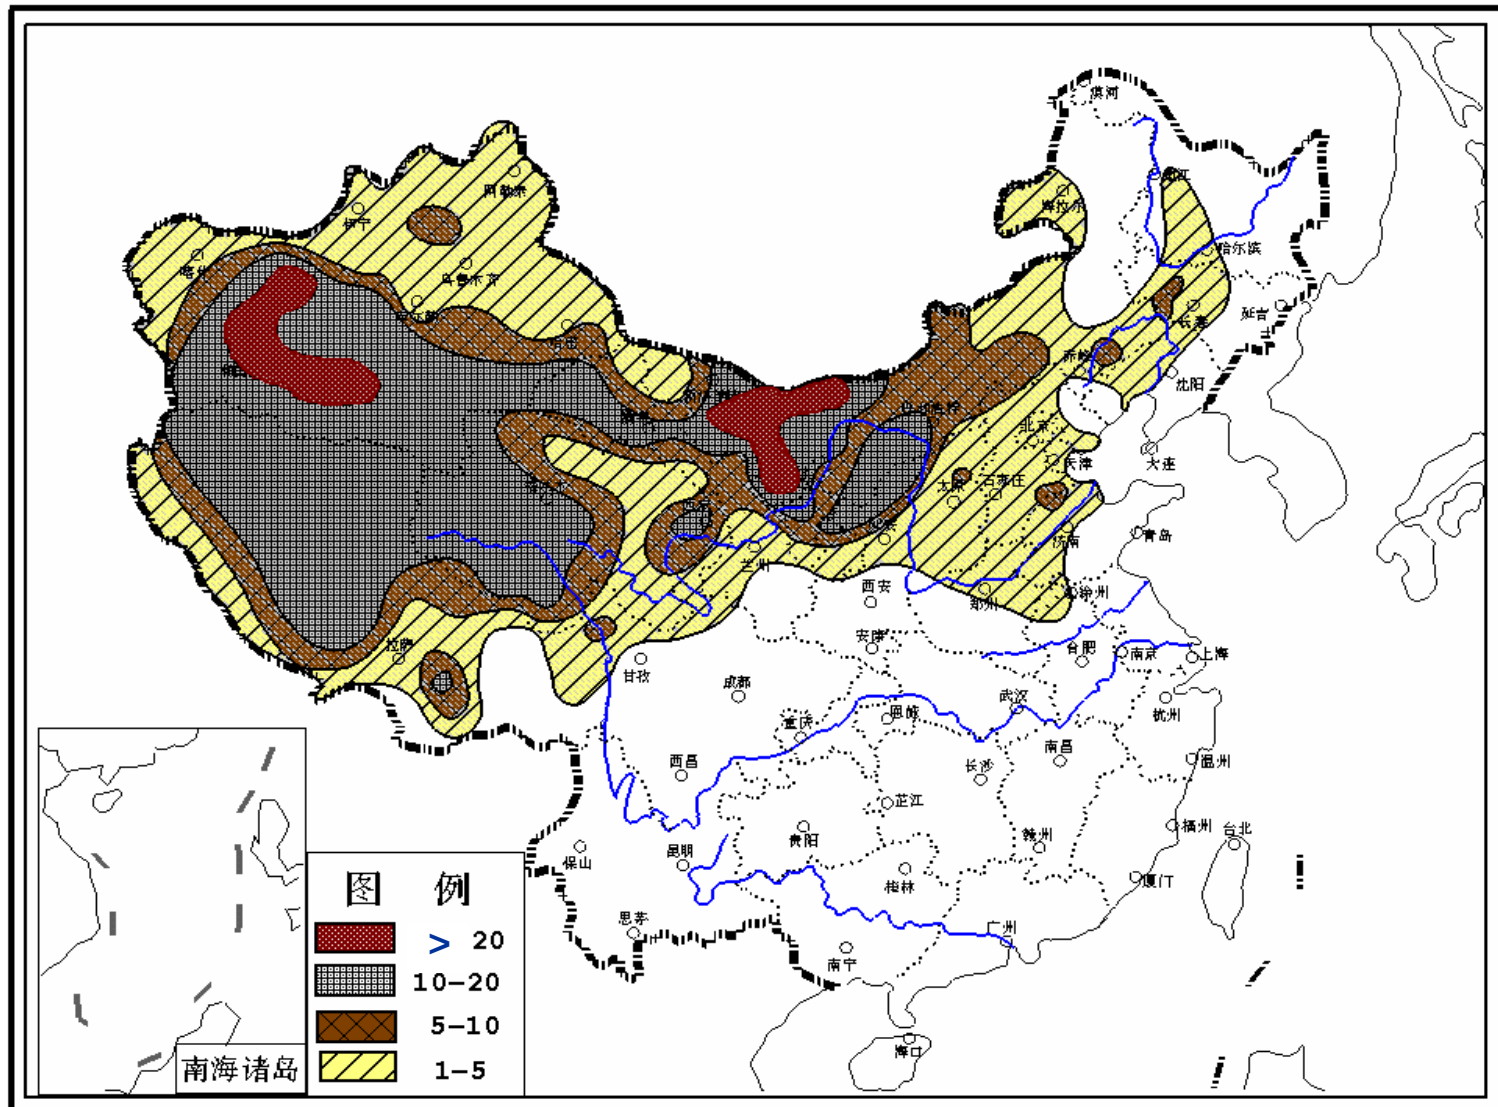 漠河
阿勒泰
伊宁
海拉尔
哈尔滨
喀什
乌鲁木齐
延吉
长春
哈密
赤峰
沈阳
北京
天津
大连
太原
石家庄
济南
青岛
兰州
西安
郑州
徐州
安康
合肥
南京
上海
拉萨
甘孜
成都
武汉
恩施
杭州
重庆
南昌
西昌
长沙
温州
芷江
贵阳
赣州
福州
台北
昆明
保山
桂林
厦门
思茅
广州
南宁
海口
图 例
> 20
10-20
5-10
1-5
南海诸岛